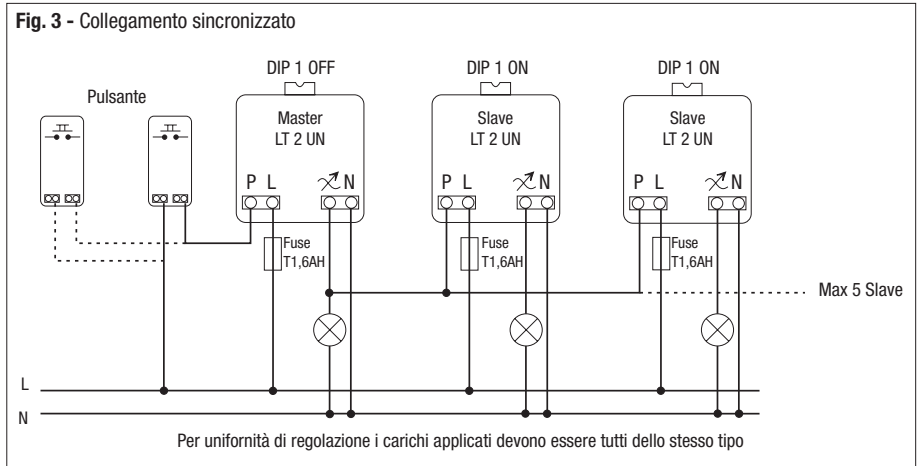 Fig. 3 - Collegamento sincronizzato
DIP 1 OFF
DIP 1 ON
DIP 1 ON
Pulsante
Master
LT 2 UN
Slave
LT 2 UN
Slave
LT 2 UN
P L N
P L N
P L N
Fuse
T1,6AH
Fuse
T1,6AH
Fuse
T1,6AH
Max 5 Slave
L
N
Per unifornità di regolazione i carichi applicati devono essere tutti dello stesso tipo